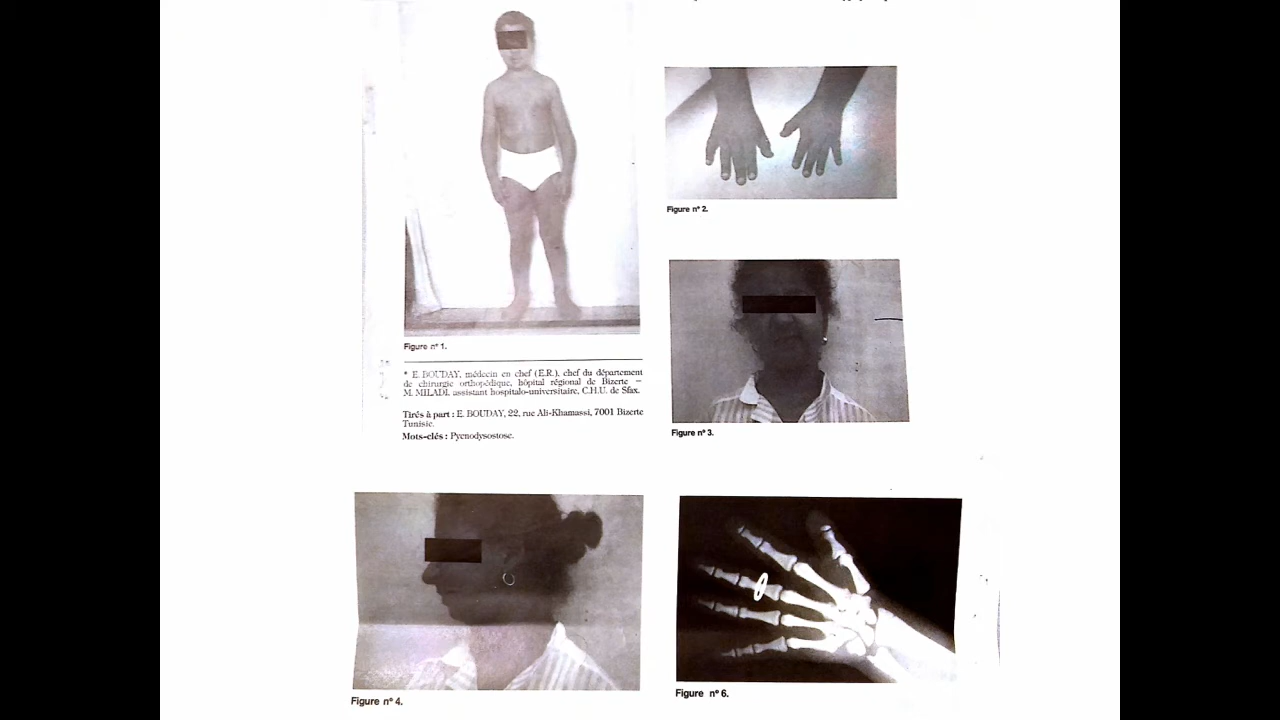 Figure n° 1.
* E. BOUDAY, médecin en chef (E.R.), chef du département
de chirurgie orthopédique, hôpital régional de Bizerte –
M. MILADI, assistant hospitalo-universitaire, C.H.U. de Sfax.
Tirés à part : E. BOUDAY, 22, rue Ali-Khamassi, 7001 Bizerte
Tunisie.
Mots-clés : Pycnodysostose.
Figure n° 2.
Figure n° 3.
Figure n° 4.
Figure n° 6.